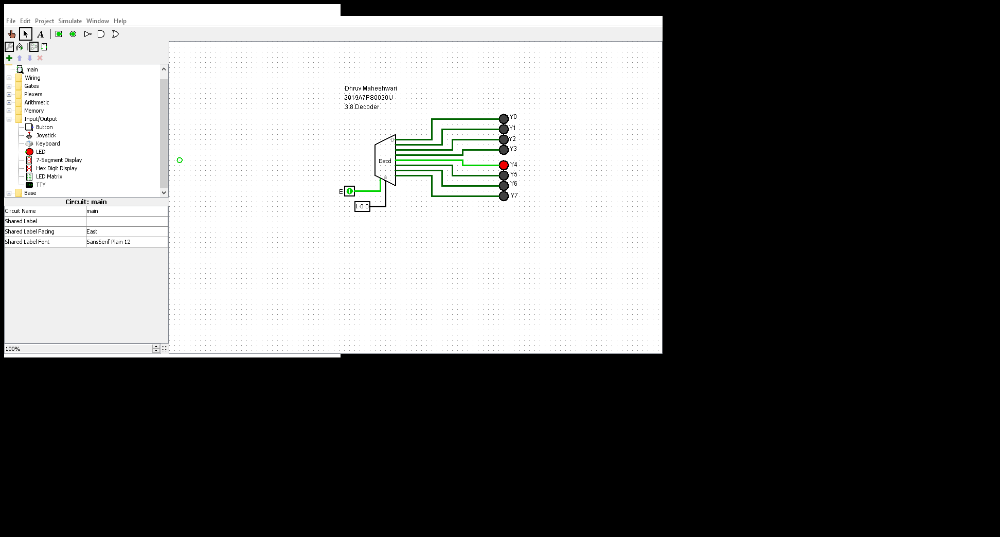 File Edit Project Simulate Window Help
A
main
Wiring
Gates
Plexers
Arithmetic
Memory
Input/Output
Button
Joystick
Keyboard
LED
7-Segment Display
Hex Digit Display
LED Matrix
abc TTY
Base
Circuit: main
Circuit Name main
Shared Label
Shared Label Facing East
Shared Label Font SansSerif Plain 12
100%
Dhruv Maheshwari
2019A7PS0020U
3:8 Decoder
Y0
Y1
Y2
Y3
Y4
Y5
Y6
Y7
0
Decd
E 1
1 0 0